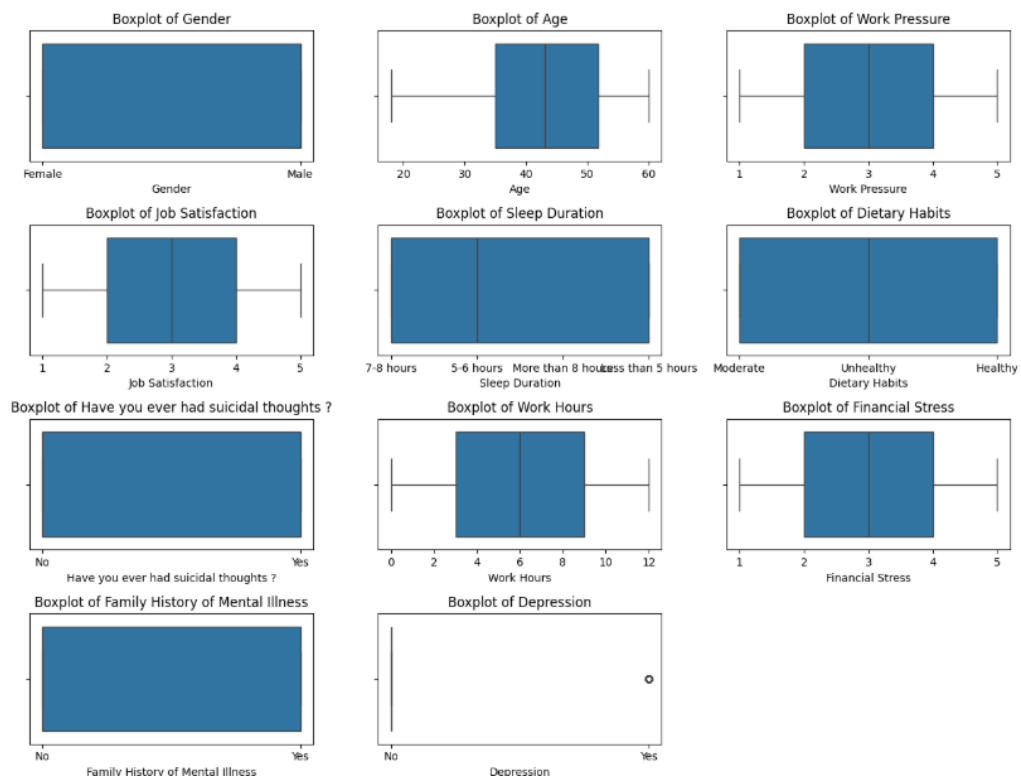 Boxplot of Gender
Female Male
Gender
Boxplot of Age
20 30 40 50 60
Age
Boxplot of Work Pressure
1 2 3 4 5
Work Pressure
Boxplot of Job Satisfaction
1 2 3 4 5
Job Satisfaction
Boxplot of Sleep Duration
7-8 hours 5-6 hours More than 8 hours Less than 5 hours
Sleep Duration
Boxplot of Dietary Habits
Moderate Unhealthy Healthy
Dietary Habits
Boxplot of Have you ever had suicidal thoughts ?
No Yes
Have you ever had suicidal thoughts ?
Boxplot of Work Hours
0 2 4 6 8 10 12
Work Hours
Boxplot of Financial Stress
1 2 3 4 5
Financial Stress
Boxplot of Family History of Mental Illness
No Yes
Family History of Mental Illness
Boxplot of Depression
No Yes
Depression